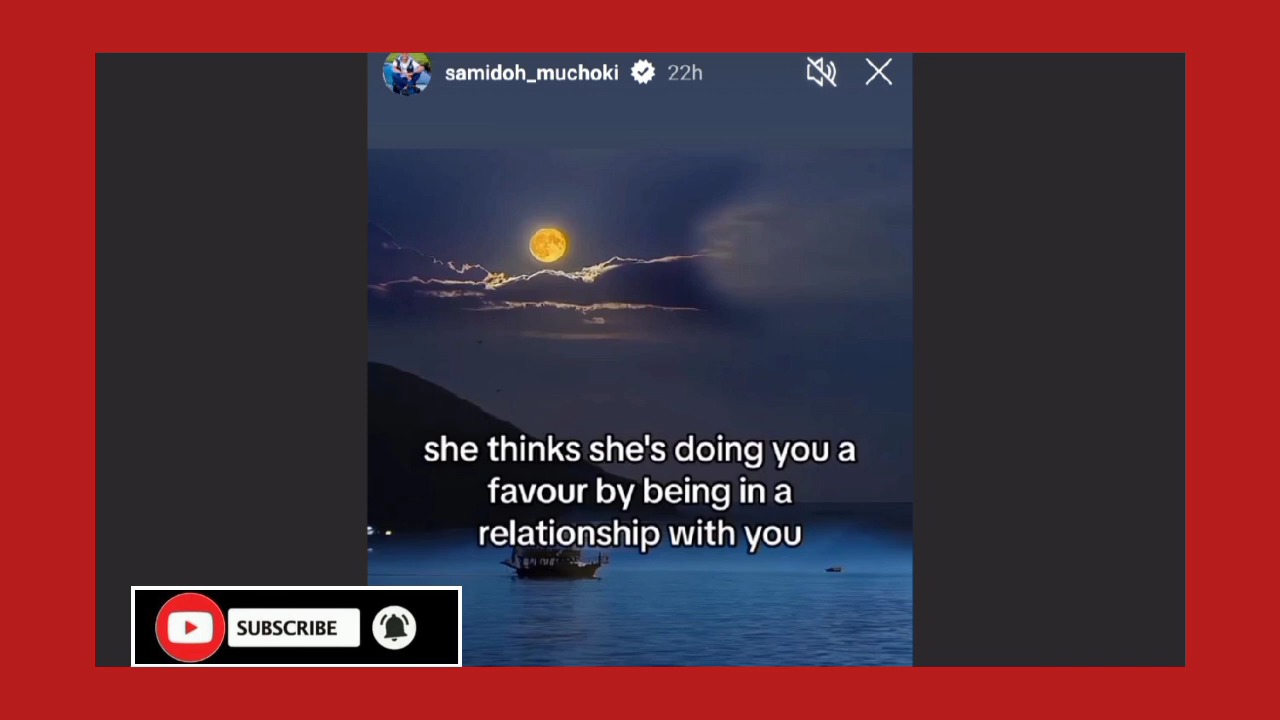 samidoh_muchoki 22h
she thinks she's doing you a
favour by being in a
relationship with you
SUBSCRIBE